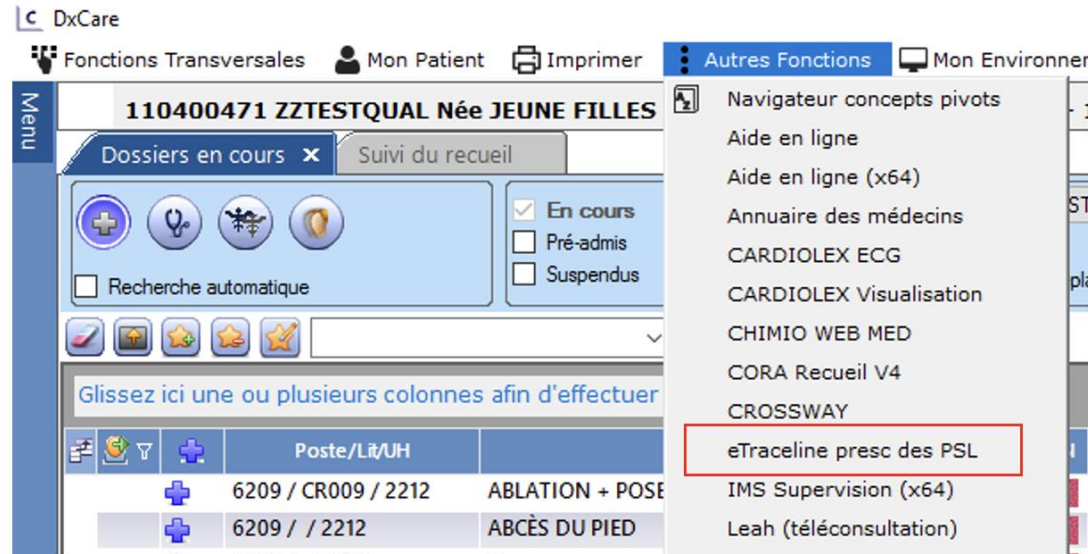 DxCare
Fonctions Transversales Mon Patient Imprimer Autres Fonctions Mon Environner
Menu
110400471 ZZTESTQUAL Née JEUNE FILLES
Dossiers en cours x Suivi du recueil
En cours
Pré-admis
Suspendus
Recherche automatique
Glissez ici une ou plusieurs colonnes afin d'effectuer
Poste/Lit/UH
6209 / CR009 / 2212 ABLATION + POSE
6209 / / 2212 ABCÈS DU PIED
Navigateur concepts pivots
Aide en ligne
Aide en ligne (x64)
Annuaire des médecins
CARDIOLEX ECG
CARDIOLEX Visualisation
CHIMIO WEB MED
CORA Recueil V4
CROSSWAY
eTraceline presc des PSL
IMS Supervision (x64)
Leah (téléconsultation)